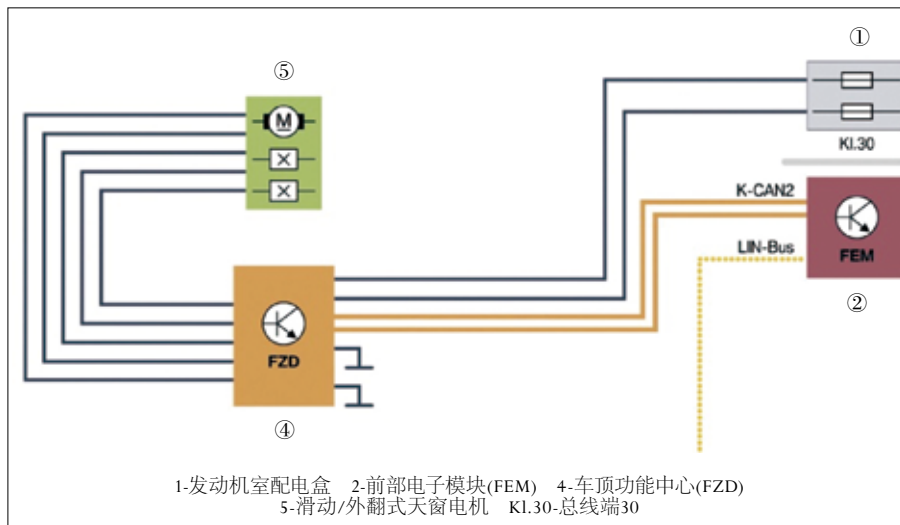 ①
⑤
M
Kl.30
K-CAN2
LIN-Bus
FEM
②
FZD
④
1-发动机室配电盒 2-前部电子模块(FEM) 4-车顶功能中心(FZD)
5-滑动/外翻式天窗电机 Kl.30-总线端30